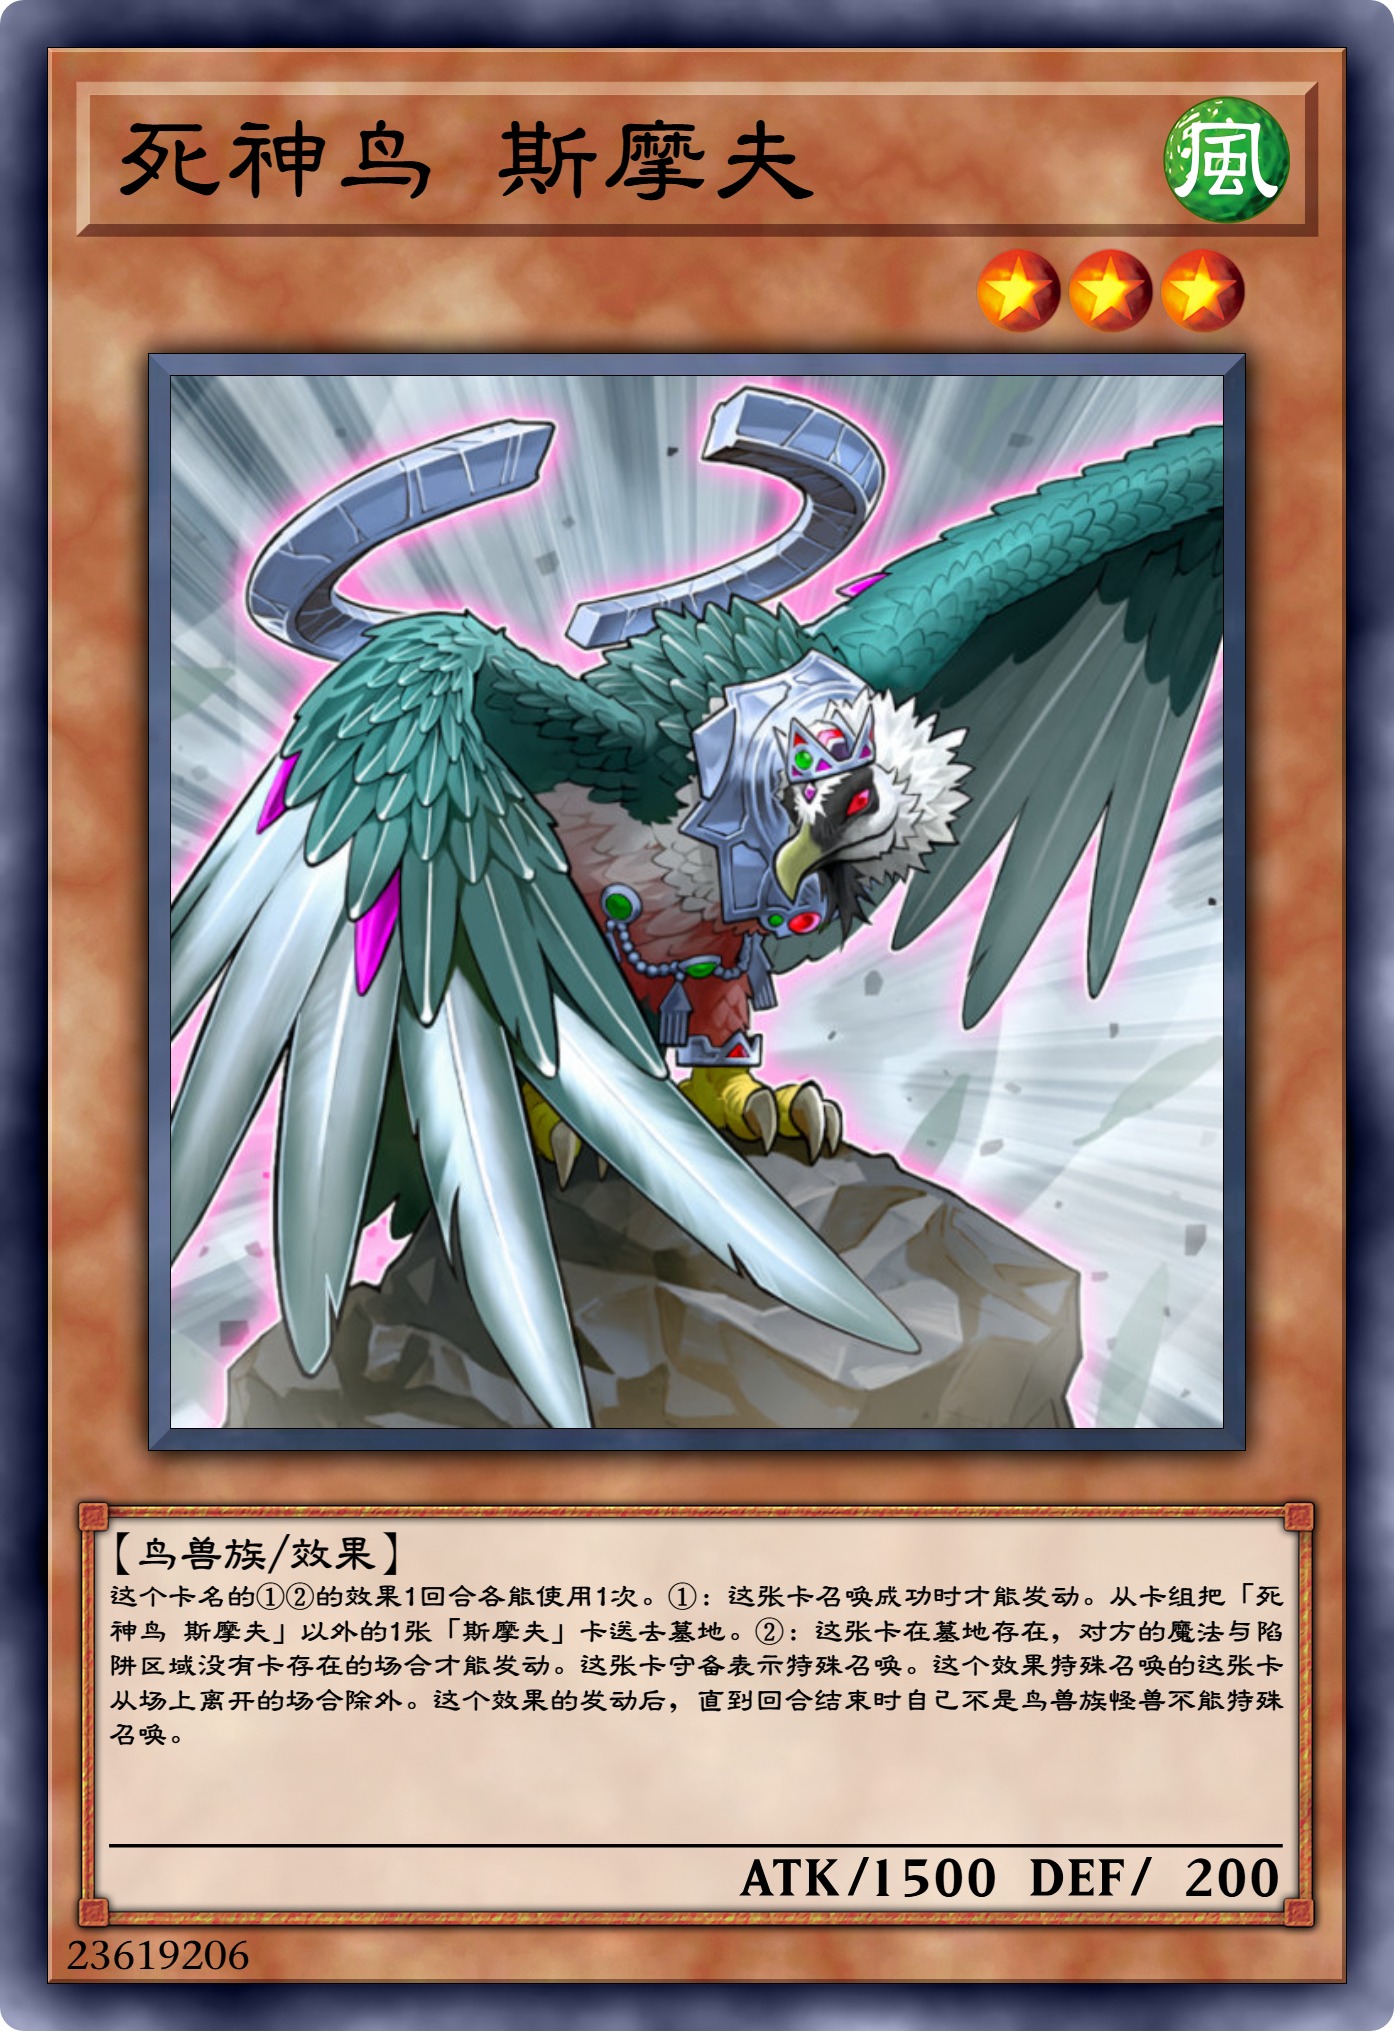 死神鸟 斯摩夫
風
【鸟兽族/效果】
这个卡名的①②的效果1回合各能使用1次。①：这张卡召唤成功时才能发动。从卡组把「死
神鸟 斯摩夫」以外的1张「斯摩夫」卡送去墓地。②：这张卡在墓地存在，对方的魔法与陷
阱区域没有卡存在的场合才能发动。这张卡守备表示特殊召唤。这个效果特殊召唤的这张卡
从场上离开的场合除外。这个效果的发动后，直到回合结束时自己不是鸟兽族怪兽不能特殊
召唤。
ATK/1500 DEF/ 200
23619206